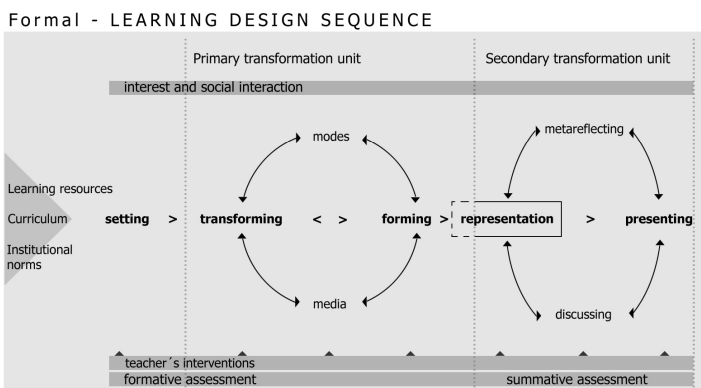 Formal - LEARNING DESIGN SEQUENCE
Primary transformation unit
Secondary transformation unit
interest and social interaction
modes
metareflecting
Learning resources
Curriculum
Institutional
norms
setting > transforming < > forming > representation > presenting
media
discussing
teacher´s interventions
formative assessment
summative assessment